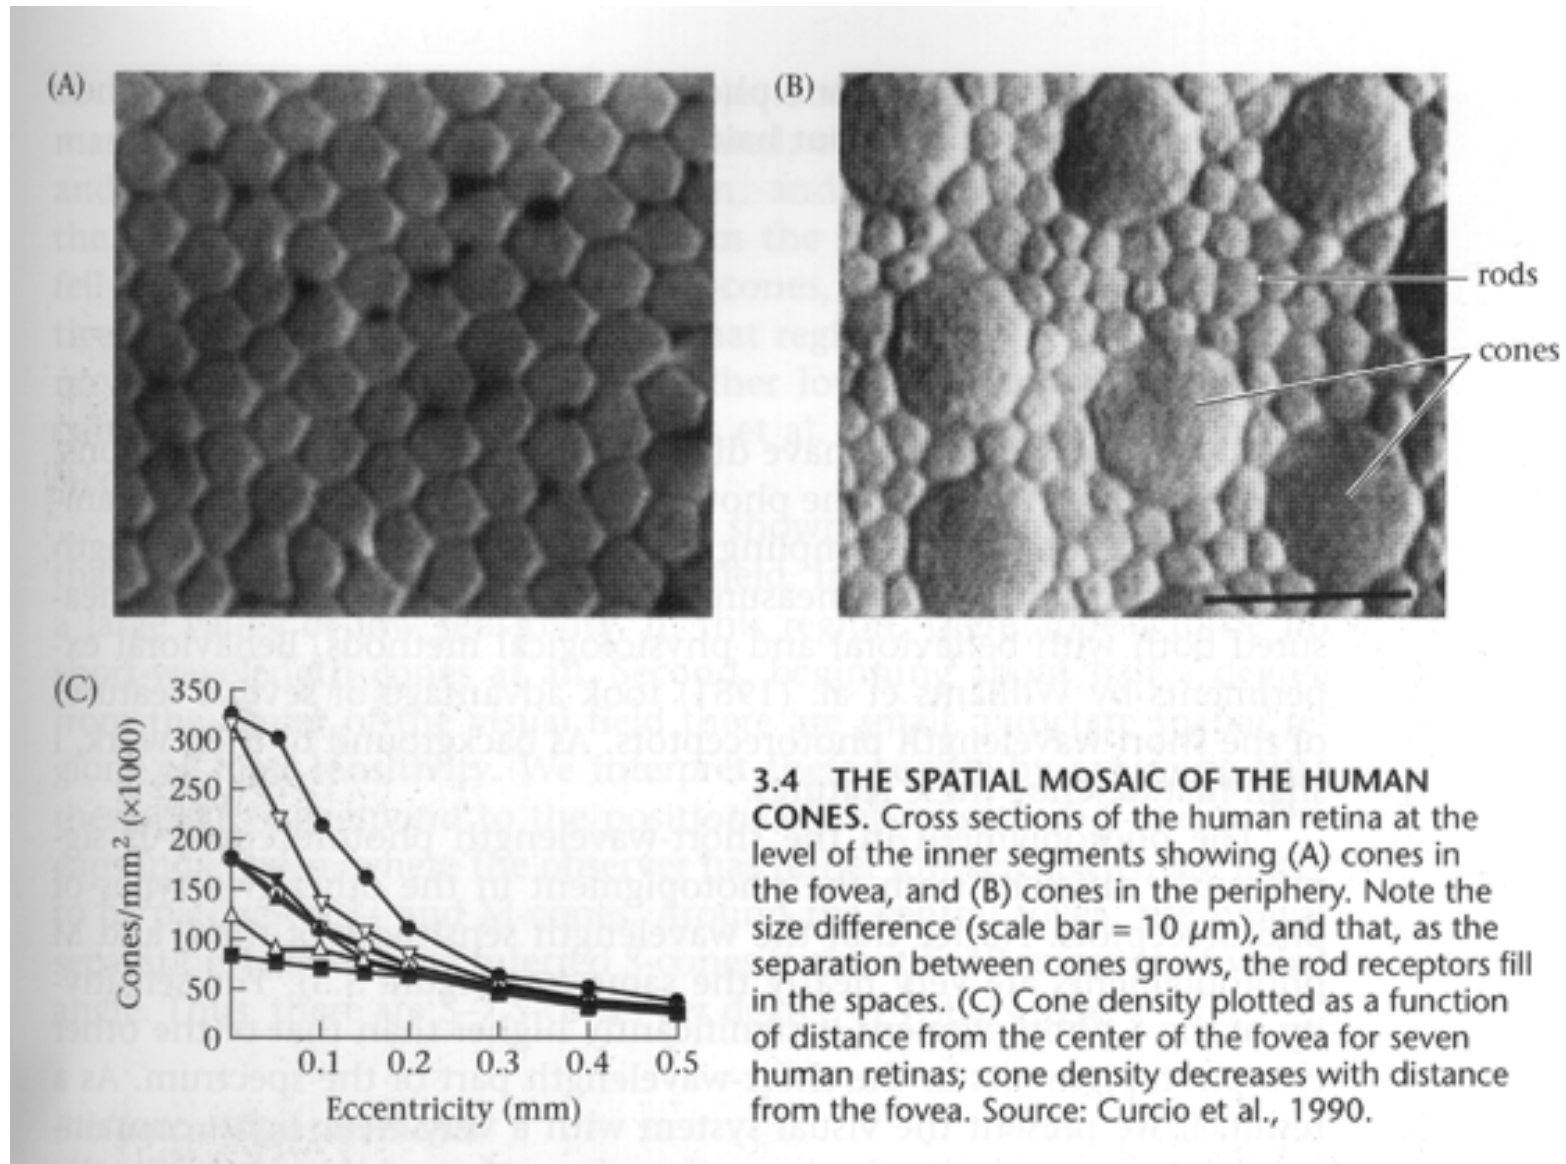 (A)
(B)
rods
cones
(C)
Cones/mm² (×1000)
350
300
250
200
150
100
50
0
0.1
0.2
0.3
0.4
0.5
Eccentricity (mm)
3.4 THE SPATIAL MOSAIC OF THE HUMAN
CONES. Cross sections of the human retina at the
level of the inner segments showing (A) cones in
the fovea, and (B) cones in the periphery. Note the
size difference (scale bar = 10 μm), and that, as the
separation between cones grows, the rod receptors fill
in the spaces. (C) Cone density plotted as a function
of distance from the center of the fovea for seven
human retinas; cone density decreases with distance
from the fovea. Source: Curcio et al., 1990.